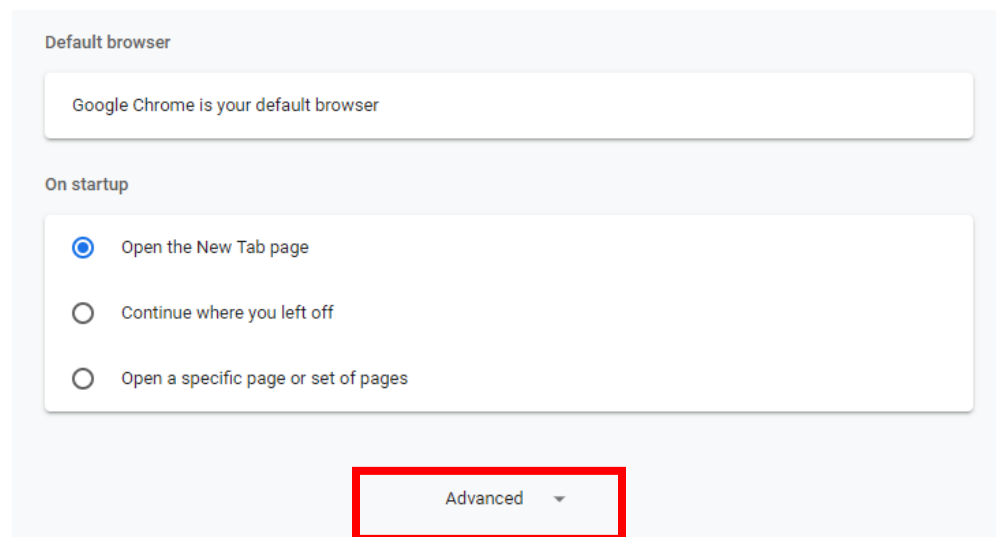 Default browser
Google Chrome is your default browser
On startup
Open the New Tab page
Continue where you left off
Open a specific page or set of pages
Advanced